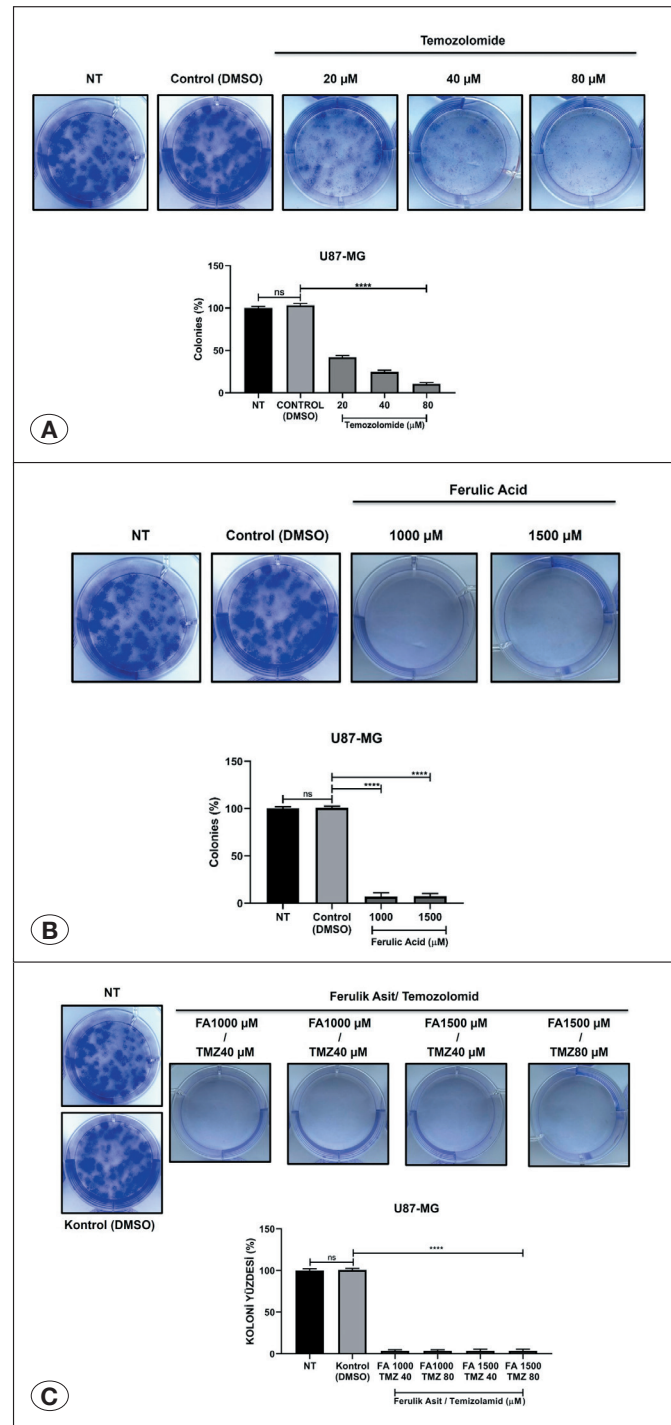 Temozolomide
NT
Control (DMSO)
20 µM
40 µM
80 µM
U87-MG
Colonies (%)
150
100
50
0
ns
****
NT
CONTROL
(DMSO)
20
40
80
Temozolomide (µM)
A
Ferulic Acid
NT
Control (DMSO)
1000 µM
1500 µM
U87-MG
Colonies (%)
150
100
50
0
ns
****
****
NT
Control
(DMSO)
1000
1500
Ferulic Acid (µM)
B
NT
Kontrol (DMSO)
Ferulik Asit/ Temozolomid
FA1000 µM
/
TMZ40 µM
FA1000 µM
/
TMZ40 µM
FA1500 µM
/
TMZ40 µM
FA1500 µM
/
TMZ80 µM
U87-MG
KOLONİ YÜZDESİ (%)
150
100
50
0
ns
****
NT
Kontrol
(DMSO)
FA 1000
TMZ 40
FA1000
TMZ 80
FA 1500
TMZ 40
FA 1500
TMZ 80
Ferulik Asit / Temizolamid (µM)
C